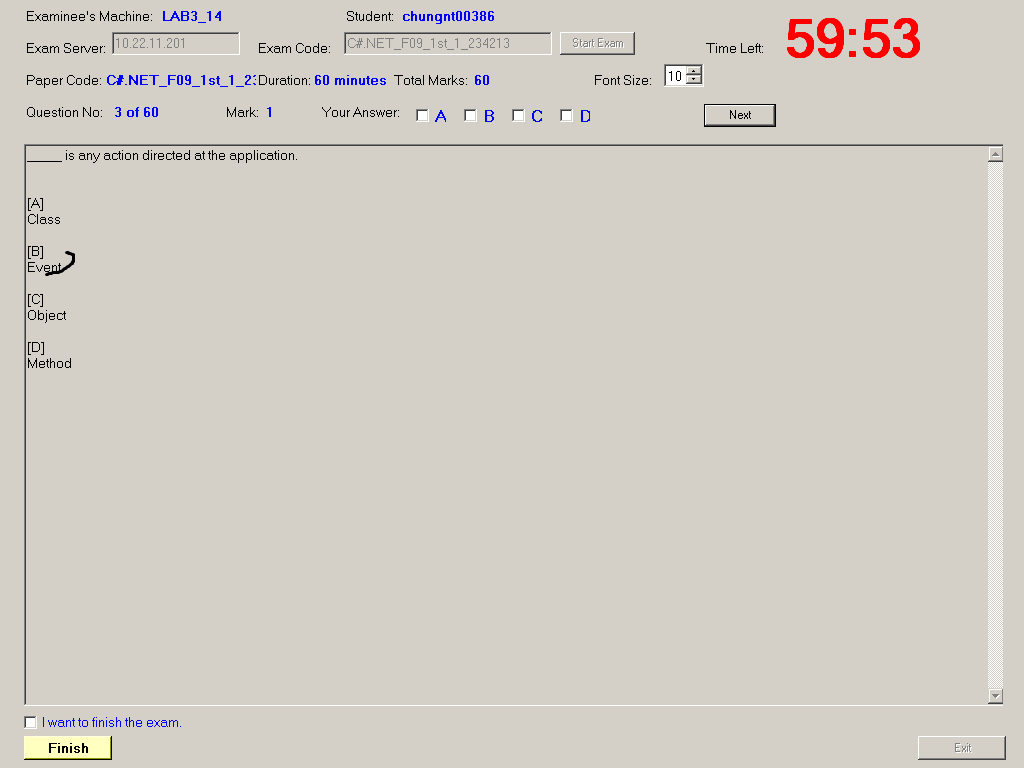 Examinee's Machine: LAB3_14 Student: chungnt00386
Exam Server: 10.22.11.201 Exam Code: C#.NET_F09_1st_1_234213 Start Exam Time Left: 59:53
Paper Code: C#.NET_F09_1st_1_23 Duration: 60 minutes Total Marks: 60 Font Size: 10
Question No: 3 of 60 Mark: 1 Your Answer: A B C D Next
_____ is any action directed at the application.
[A]
Class
[B]
Event
[C]
Object
[D]
Method
I want to finish the exam.
Finish Exit